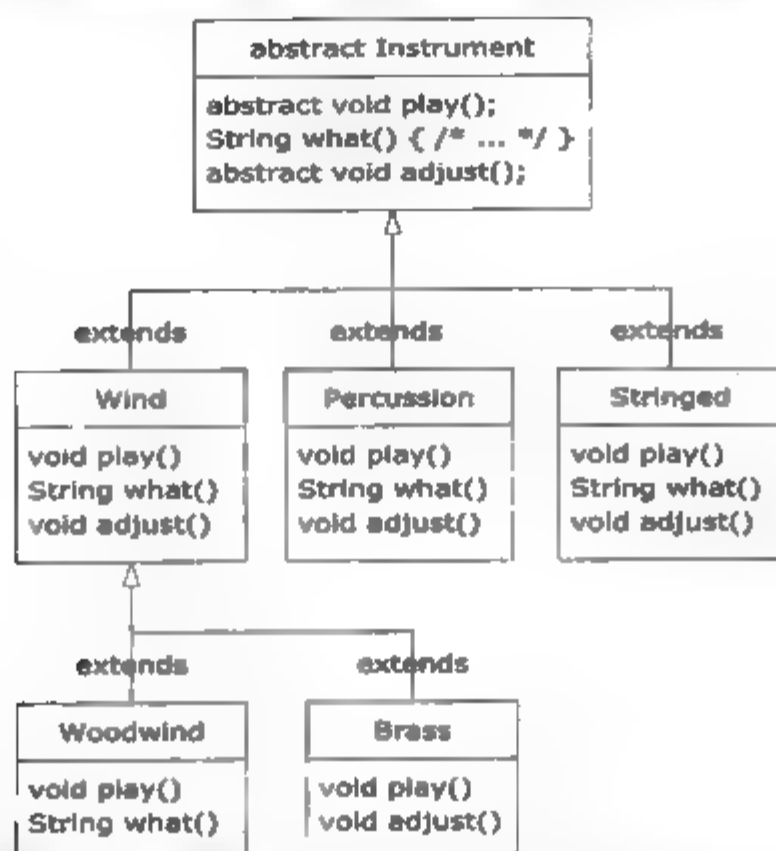 abstract Instrument
abstract void play();
String what() { /* ... */ }
abstract void adjust();
extends
extends
extends
Wind
void play()
String what()
void adjust()
Percussion
void play()
String what()
void adjust()
Stringed
void play()
String what()
void adjust()
extends
extends
Woodwind
void play()
String what()
Brass
void play()
void adjust()